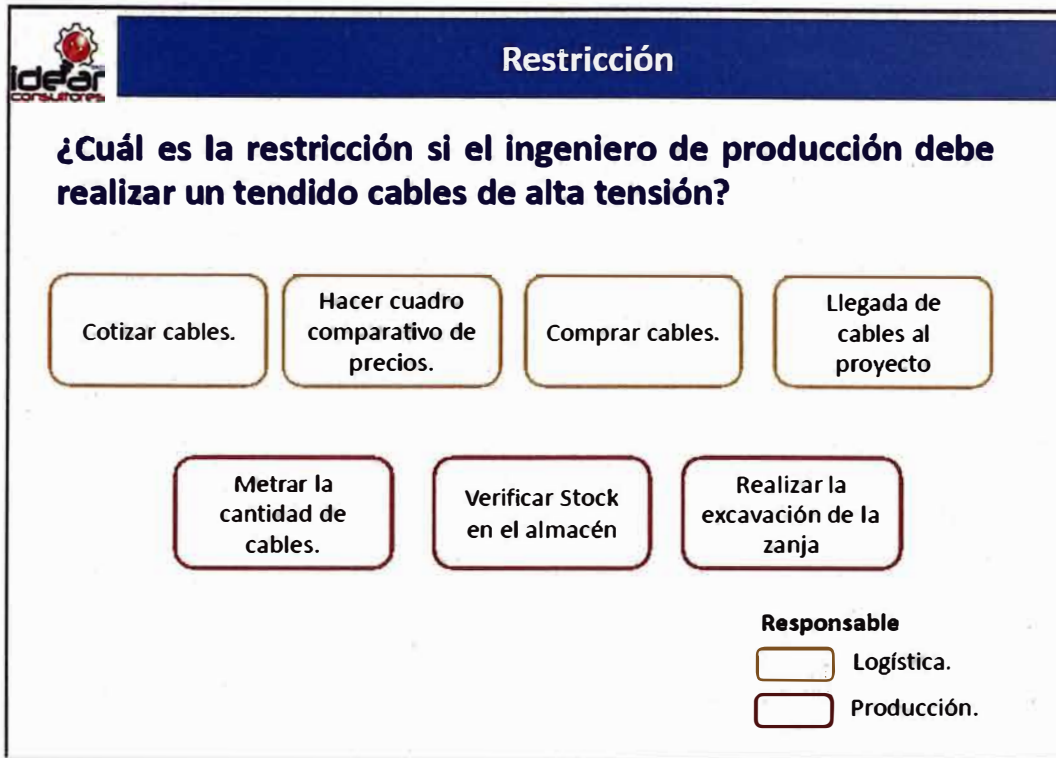 idear
consultores
Restricción
¿Cuál es la restricción si el ingeniero de producción debe
realizar un tendido cables de alta tensión?
Cotizar cables.
Hacer cuadro
comparativo de
precios.
Comprar cables.
Llegada de
cables al
proyecto
Metrar la
cantidad de
cables.
Verificar Stock
en el almacén
Realizar la
excavación de la
zanja
Responsable
Logística.
Producción.